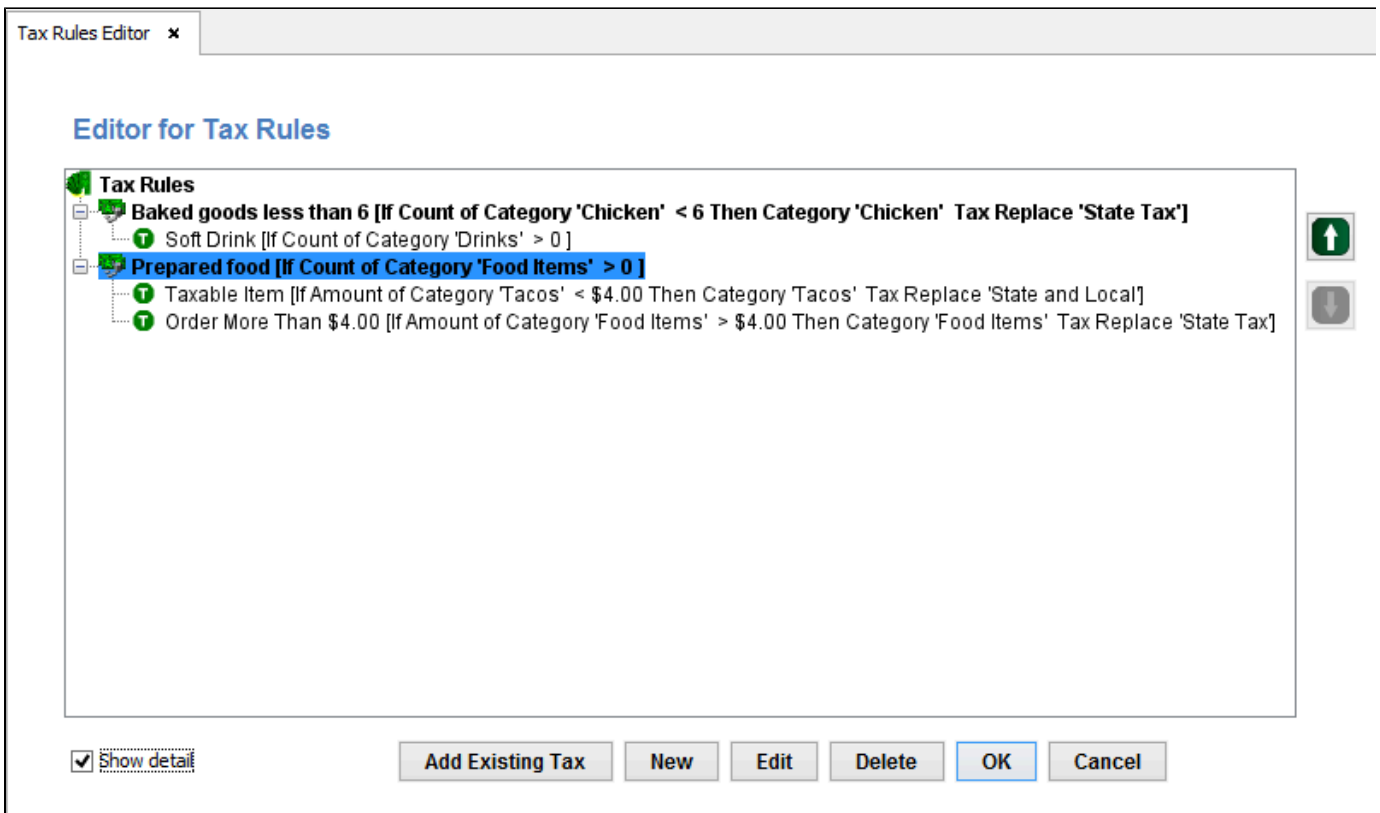 Tax Rules Editor ×
Editor for Tax Rules
Tax Rules
Baked goods less than 6 [If Count of Category 'Chicken' < 6 Then Category 'Chicken' Tax Replace 'State Tax']
T Soft Drink [If Count of Category 'Drinks' > 0 ]
Prepared food [If Count of Category 'Food Items' > 0 ]
T Taxable Item [If Amount of Category 'Tacos' < $4.00 Then Category 'Tacos' Tax Replace 'State and Local']
T Order More Than $4.00 [If Amount of Category 'Food Items' > $4.00 Then Category 'Food Items' Tax Replace 'State Tax']
Show detail Add Existing Tax New Edit Delete OK Cancel